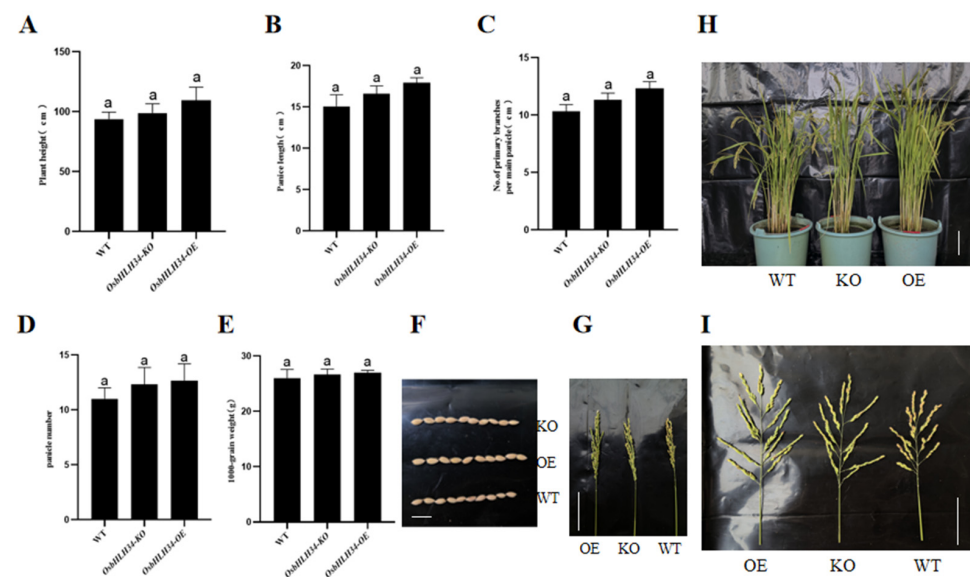 A
Plant height( cm)
150
100
50
0
a
a
a
WT
OsbHLH34-KO
OsbHLH34-OE
B
Panice length( cm)
20
15
10
5
0
a
a
a
WT
OsbHLH34-KO
OsbHLH34-OE
C
No.of primary branches
per main panicle( cm)
15
10
5
0
a
a
a
WT
OsbHLH34-KO
OsbHLH34-OE
H
WT KO OE
D
panicle number
15
10
5
0
a
a
a
WT
OsbHLH34-KO
OsbHLH34-OE
E
1000-grain weight(g)
30
20
10
0
a
a
a
WT
OsbHLH34-KO
OsbHLH34-OE
F
KO
OE
WT
G
OE KO WT
I
OE KO WT